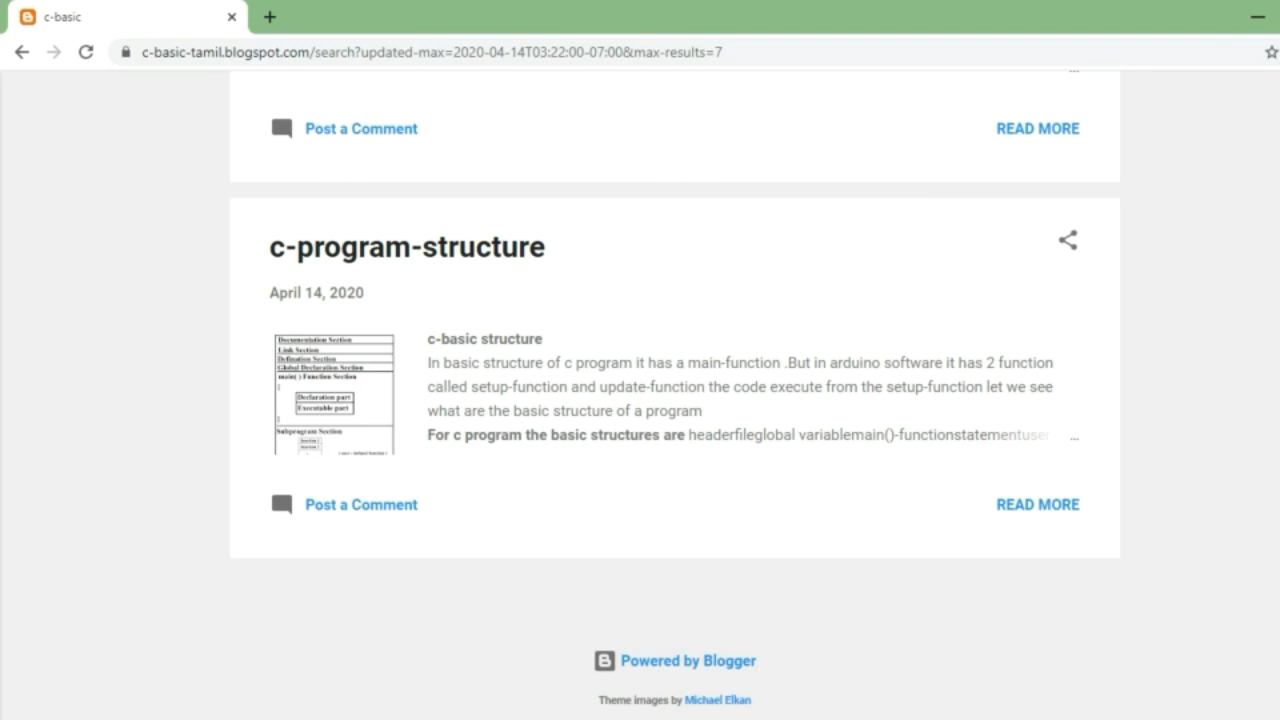 c-basic
c-basic-tamil.blogspot.com/search?updated-max=2020-04-14T03:22:00-07:00&max-results=7
...
Post a Comment
READ MORE
c-program-structure
April 14, 2020
Documentation Section
Link Section
Defination Section
Global Declaration Section
main( ) Function Section
Declaration part
Executable part
Subprogram Section
c-basic structure
In basic structure of c program it has a main-function .But in arduino software it has 2 function
called setup-function and update-function the code execute from the setup-function let we see
what are the basic structure of a program
For c program the basic structures are headerfileglobal variablemain()-functionstatementuser ...
Post a Comment
READ MORE
Powered by Blogger
Theme images by Michael Elkan